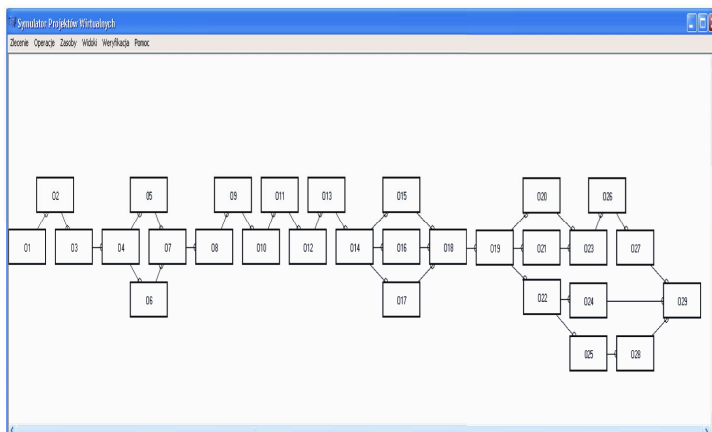 Symulator Projektów Wirtualnych
Zlecenie Operacje Zasoby Widoki Weryfikacja Pomoc
O2 O5 O9 O11 O13 O15 O20 O26
O1 O3 O4 O7 O8 O10 O12 O14 O16 O18 O19 O21 O23 O27
O6 O17 O22 O24 O29
O25 O28